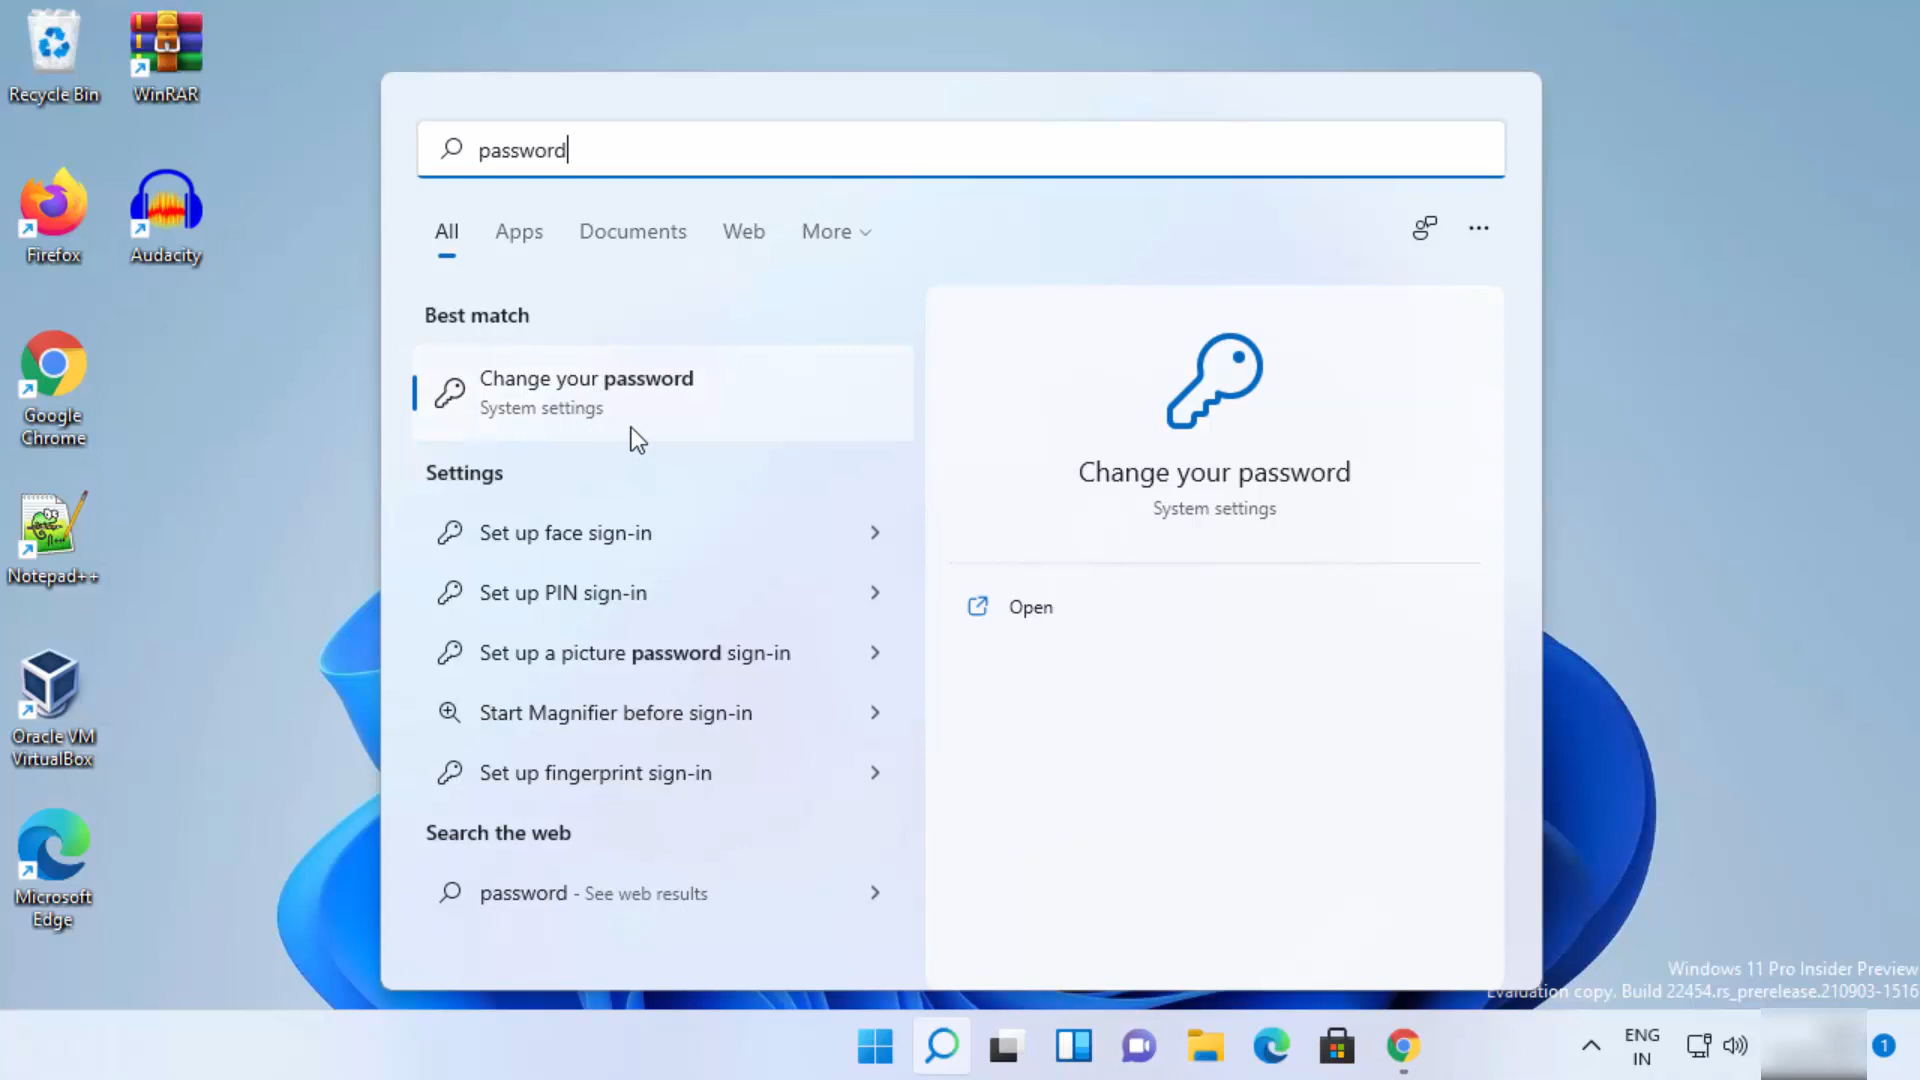 Recycle Bin
WinRAR
Firefox
Audacity
Google
Chrome
Notepad++
Oracle VM
VirtualBox
Microsoft
Edge
password
All
Apps
Documents
Web
More
Best match
Change your password
System settings
Settings
Set up face sign-in
Set up PIN sign-in
Set up a picture password sign-in
Start Magnifier before sign-in
Set up fingerprint sign-in
Search the web
password - See web results
Change your password
System settings
Open
Windows 11 Pro Insider Preview
Evaluation copy. Build 22454.rs_prerelease.210903-1516
ENG
IN
1